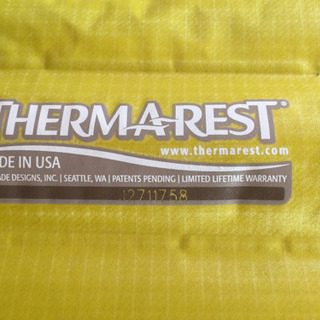 THERMAREST®
www.thermarest.com
DE IN USA
ADE DESIGNS, INC. | SEATTLE, WA | PATENTS PENDING | LIMITED LIFETIME WARRANTY
12711758